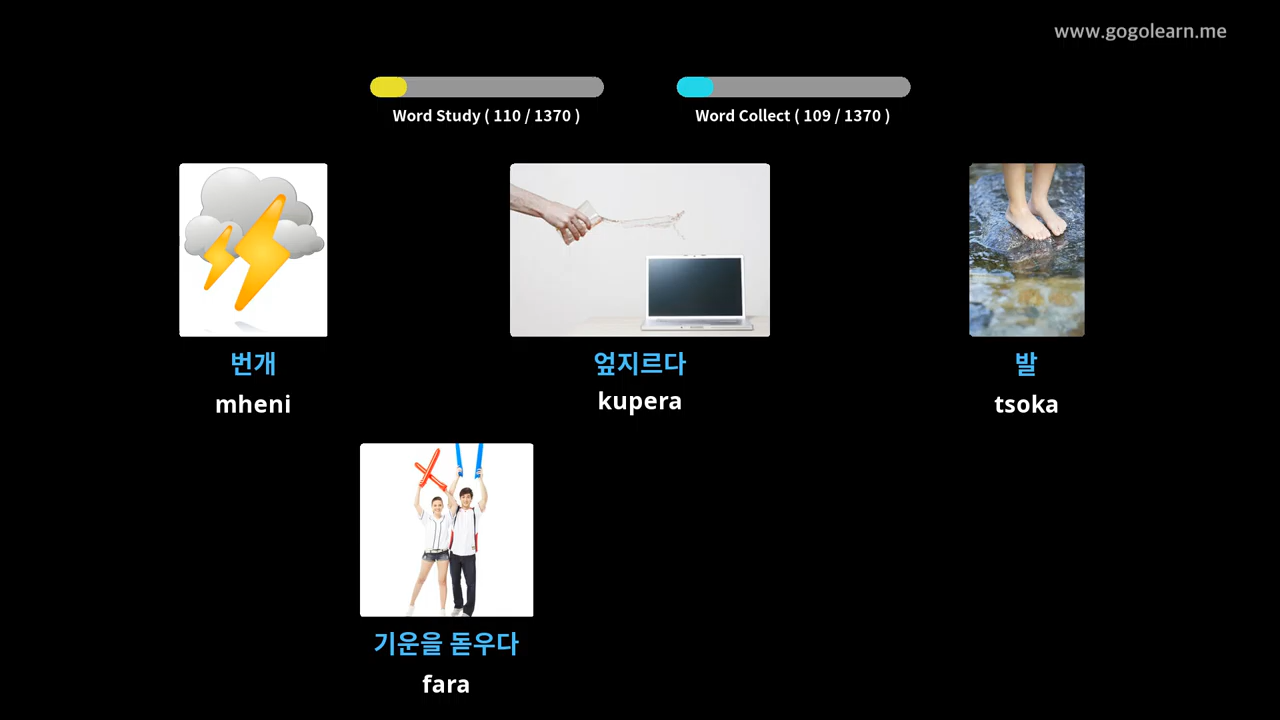 www.gogolearn.me
Word Study ( 110 / 1370 )
Word Collect ( 109 / 1370 )
번개
mheni
엎지르다
kupera
발
tsoka
기운을 돋우다
fara